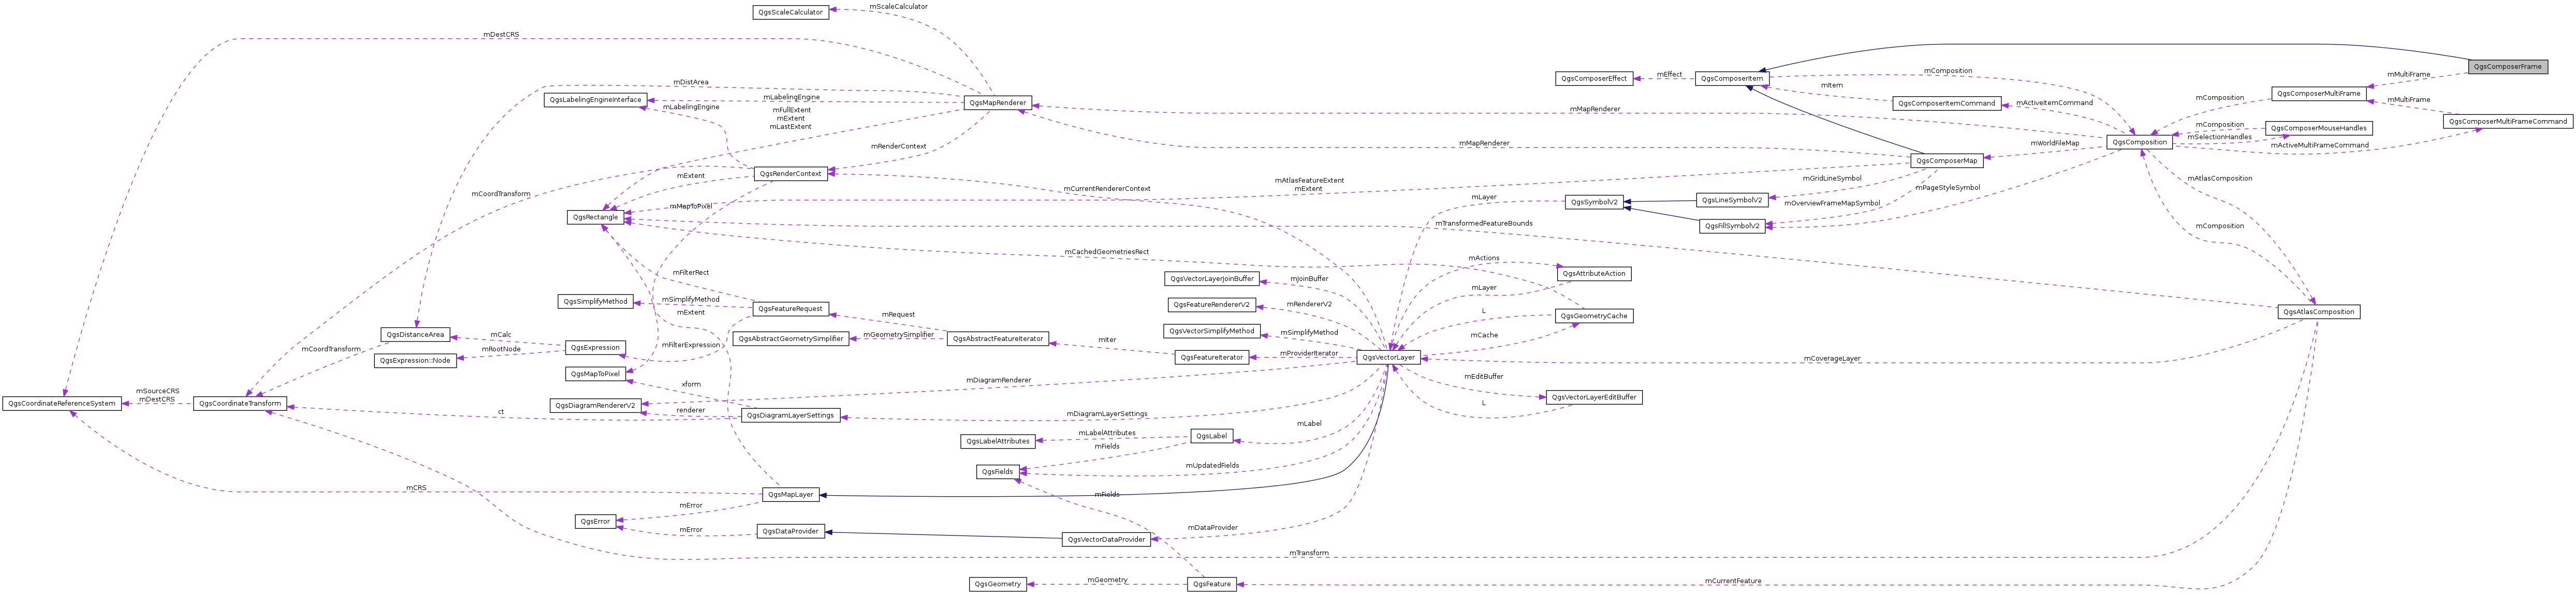 QgsScaleCalculator
mScaleCalculator
mDestCRS
QgsComposerFrame
mEffect
mComposition
mMultiFrame
QgsComposerEffect
QgsComposerItem
mDistArea
mItem
QgsComposerMultiFrame
QgsLabelingEngineInterface
mLabelingEngine
mLabelingEngine
QgsMapRenderer
mFullExtent
mExtent
mLastExtent
mMapRenderer
QgsComposerItemCommand
mActiveItemCommand
mComposition
mMultiFrame
QgsComposerMultiFrameCommand
mComposition
QgsComposerMouseHandles
mSelectionHandles
QgsComposition
mActiveMultiFrameCommand
mRenderContext
mMapRenderer
mWorldFileMap
QgsComposerMap
QgsRenderContext
mExtent
mCoordTransform
mCurrentRendererContext
mAtlasFeatureExtent
mExtent
mGridLineSymbol
mAtlasComposition
mPageStyleSymbol
mLayer
QgsSymbolV2
QgsLineSymbolV2
mOverviewFrameMapSymbol
mMapToPixel
QgsRectangle
mTransformedFeatureBounds
QgsFillSymbolV2
mComposition
mCachedGeometriesRect
mActions
mFilterRect
QgsVectorLayerJoinBuffer
mJoinBuffer
QgsAttributeAction
mLayer
QgsSimplifyMethod
mSimplifyMethod
mExtent
QgsFeatureRequest
mRequest
QgsFeatureRendererV2
mRendererV2
L
QgsGeometryCache
QgsAtlasComposition
QgsDistanceArea
mCalc
QgsAbstractGeometrySimplifier
mGeometrySimplifier
QgsAbstractFeatureIterator
mIter
QgsVectorSimplifyMethod
mSimplifyMethod
mCache
QgsExpression
mFilterExpression
mCoordTransform
QgsExpression::Node
mRootNode
QgsFeatureIterator
mProviderIterator
QgsVectorLayer
mCoverageLayer
QgsMapToPixel
xform
mDiagramRenderer
mEditBuffer
mSourceCRS
mDestCRS
QgsCoordinateReferenceSystem
QgsCoordinateTransform
ct
QgsDiagramRendererV2
renderer
QgsDiagramLayerSettings
mDiagramLayerSettings
QgsVectorLayerEditBuffer
L
mLabel
QgsLabelAttributes
mLabelAttributes
QgsLabel
mFields
QgsFields
mUpdatedFields
mCRS
QgsMapLayer
mFields
mError
QgsError
mError
QgsDataProvider
QgsVectorDataProvider
mDataProvider
mTransform
QgsGeometry
mGeometry
QgsFeature
mCurrentFeature